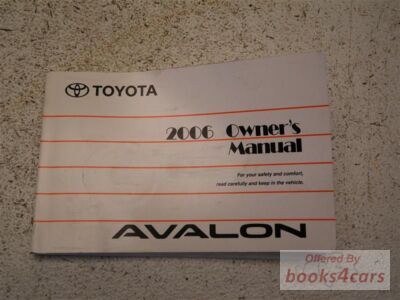 TOYOTA
2006 Owner's
Manual
For your safety and comfort,
read carefully and keep in the vehicle.
AVALON
Offered By
books4cars